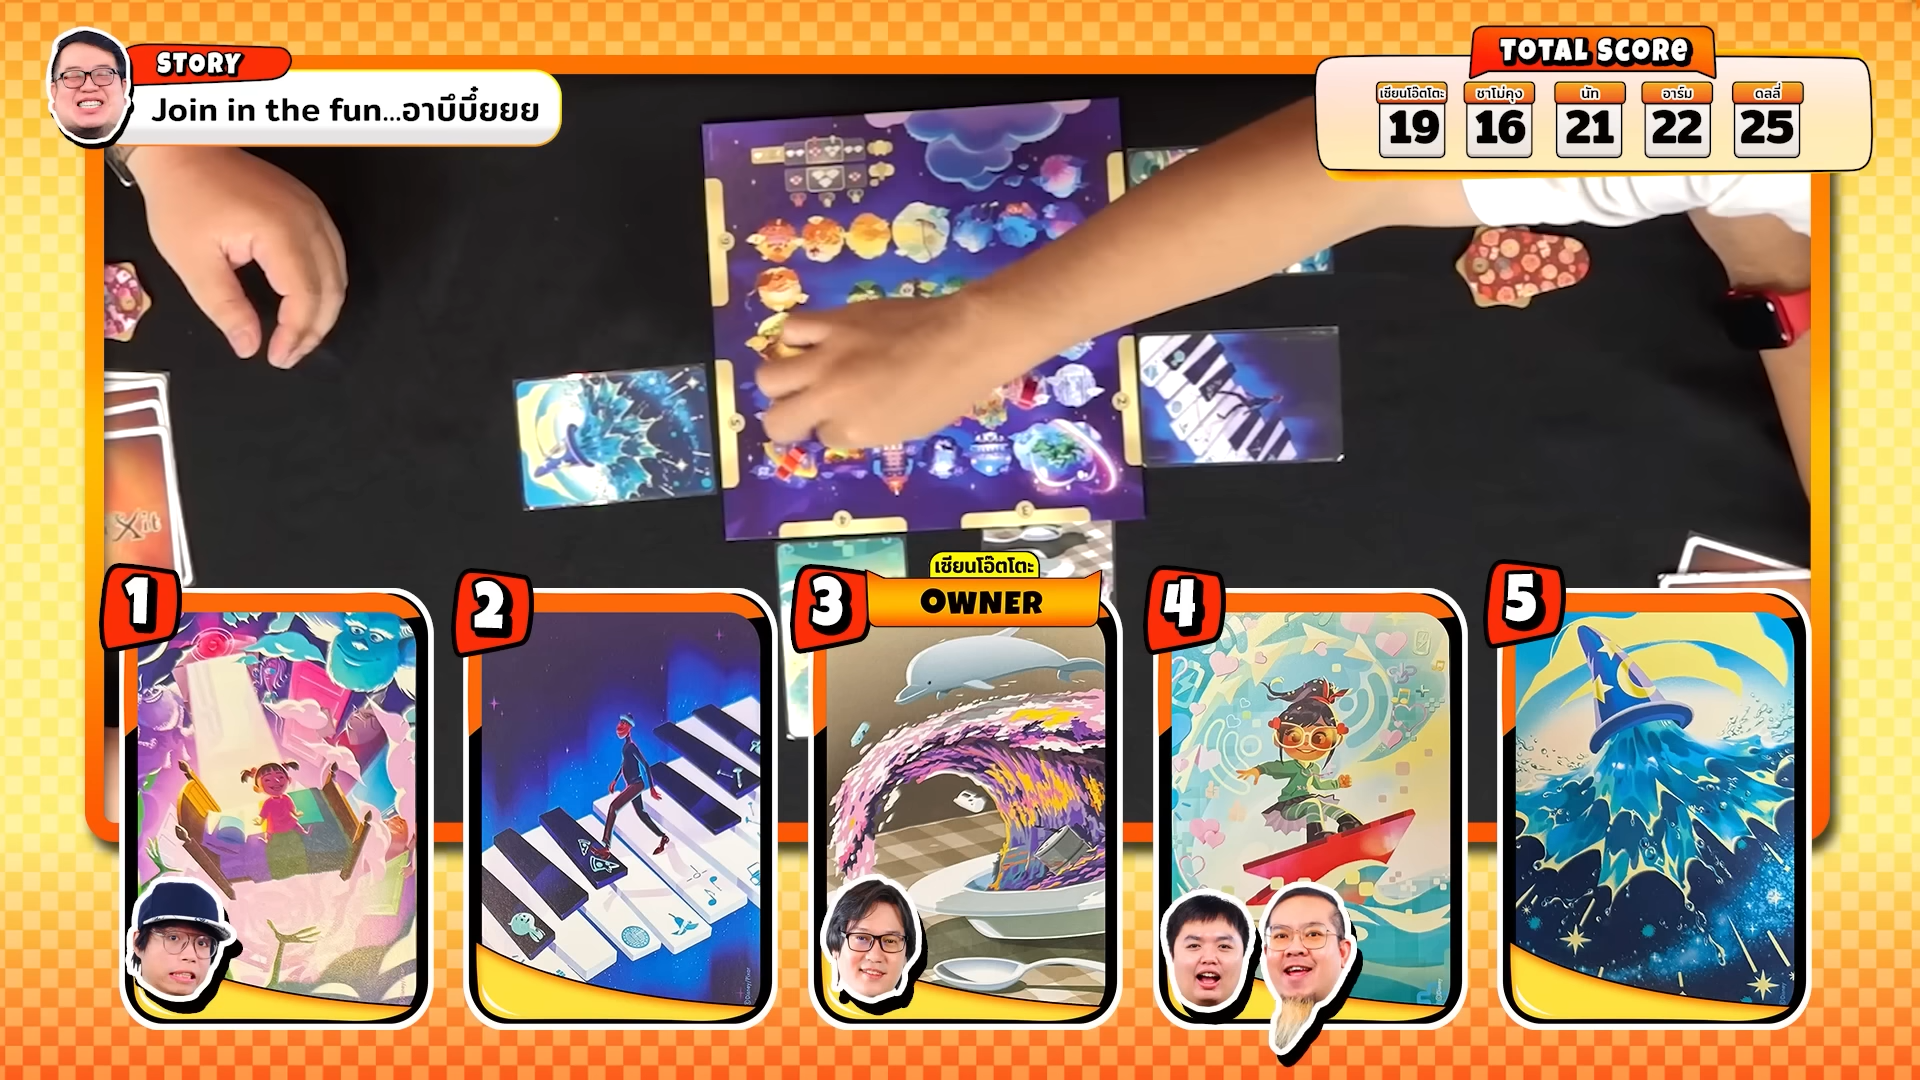 STORY
Join in the fun...อาบึบึ๋ยยยย
TOTAL SCORE
เซียนโอ๊ตโตะ
ชาโม่คุง
นัท
อาร์ม
ดลลี่
19
16
21
22
25
1
2
3
เซียนโอ๊ตโตะ
OWNER
4
5